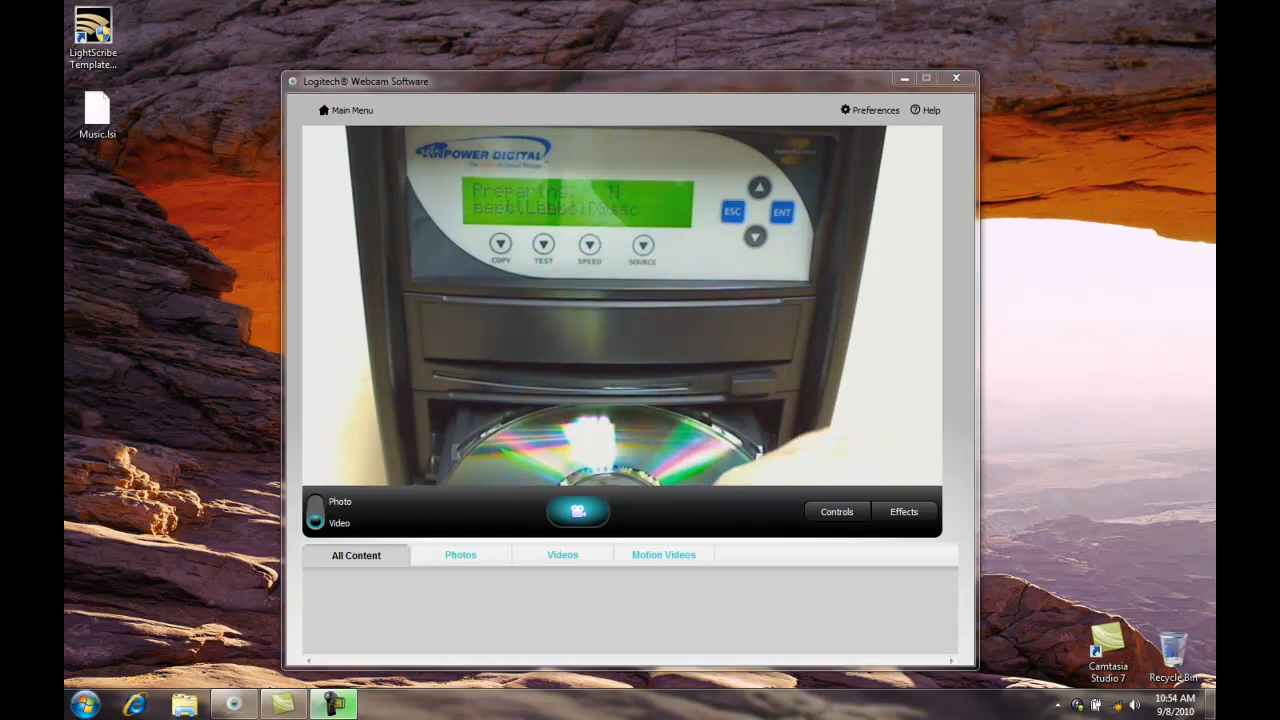 LightScribe
Template...
Music.lsi
Logitech® Webcam Software
Main Menu
Preferences
Help
POWER DIGITAL
Preparing.
ESC
ENT
COPY
TEST
SPEED
SOURCE
Photo
Video
Controls
Effects
All Content
Photos
Videos
Motion Videos
Camtasia
Studio 7
Recycle Bin
10:54 AM
9/8/2010